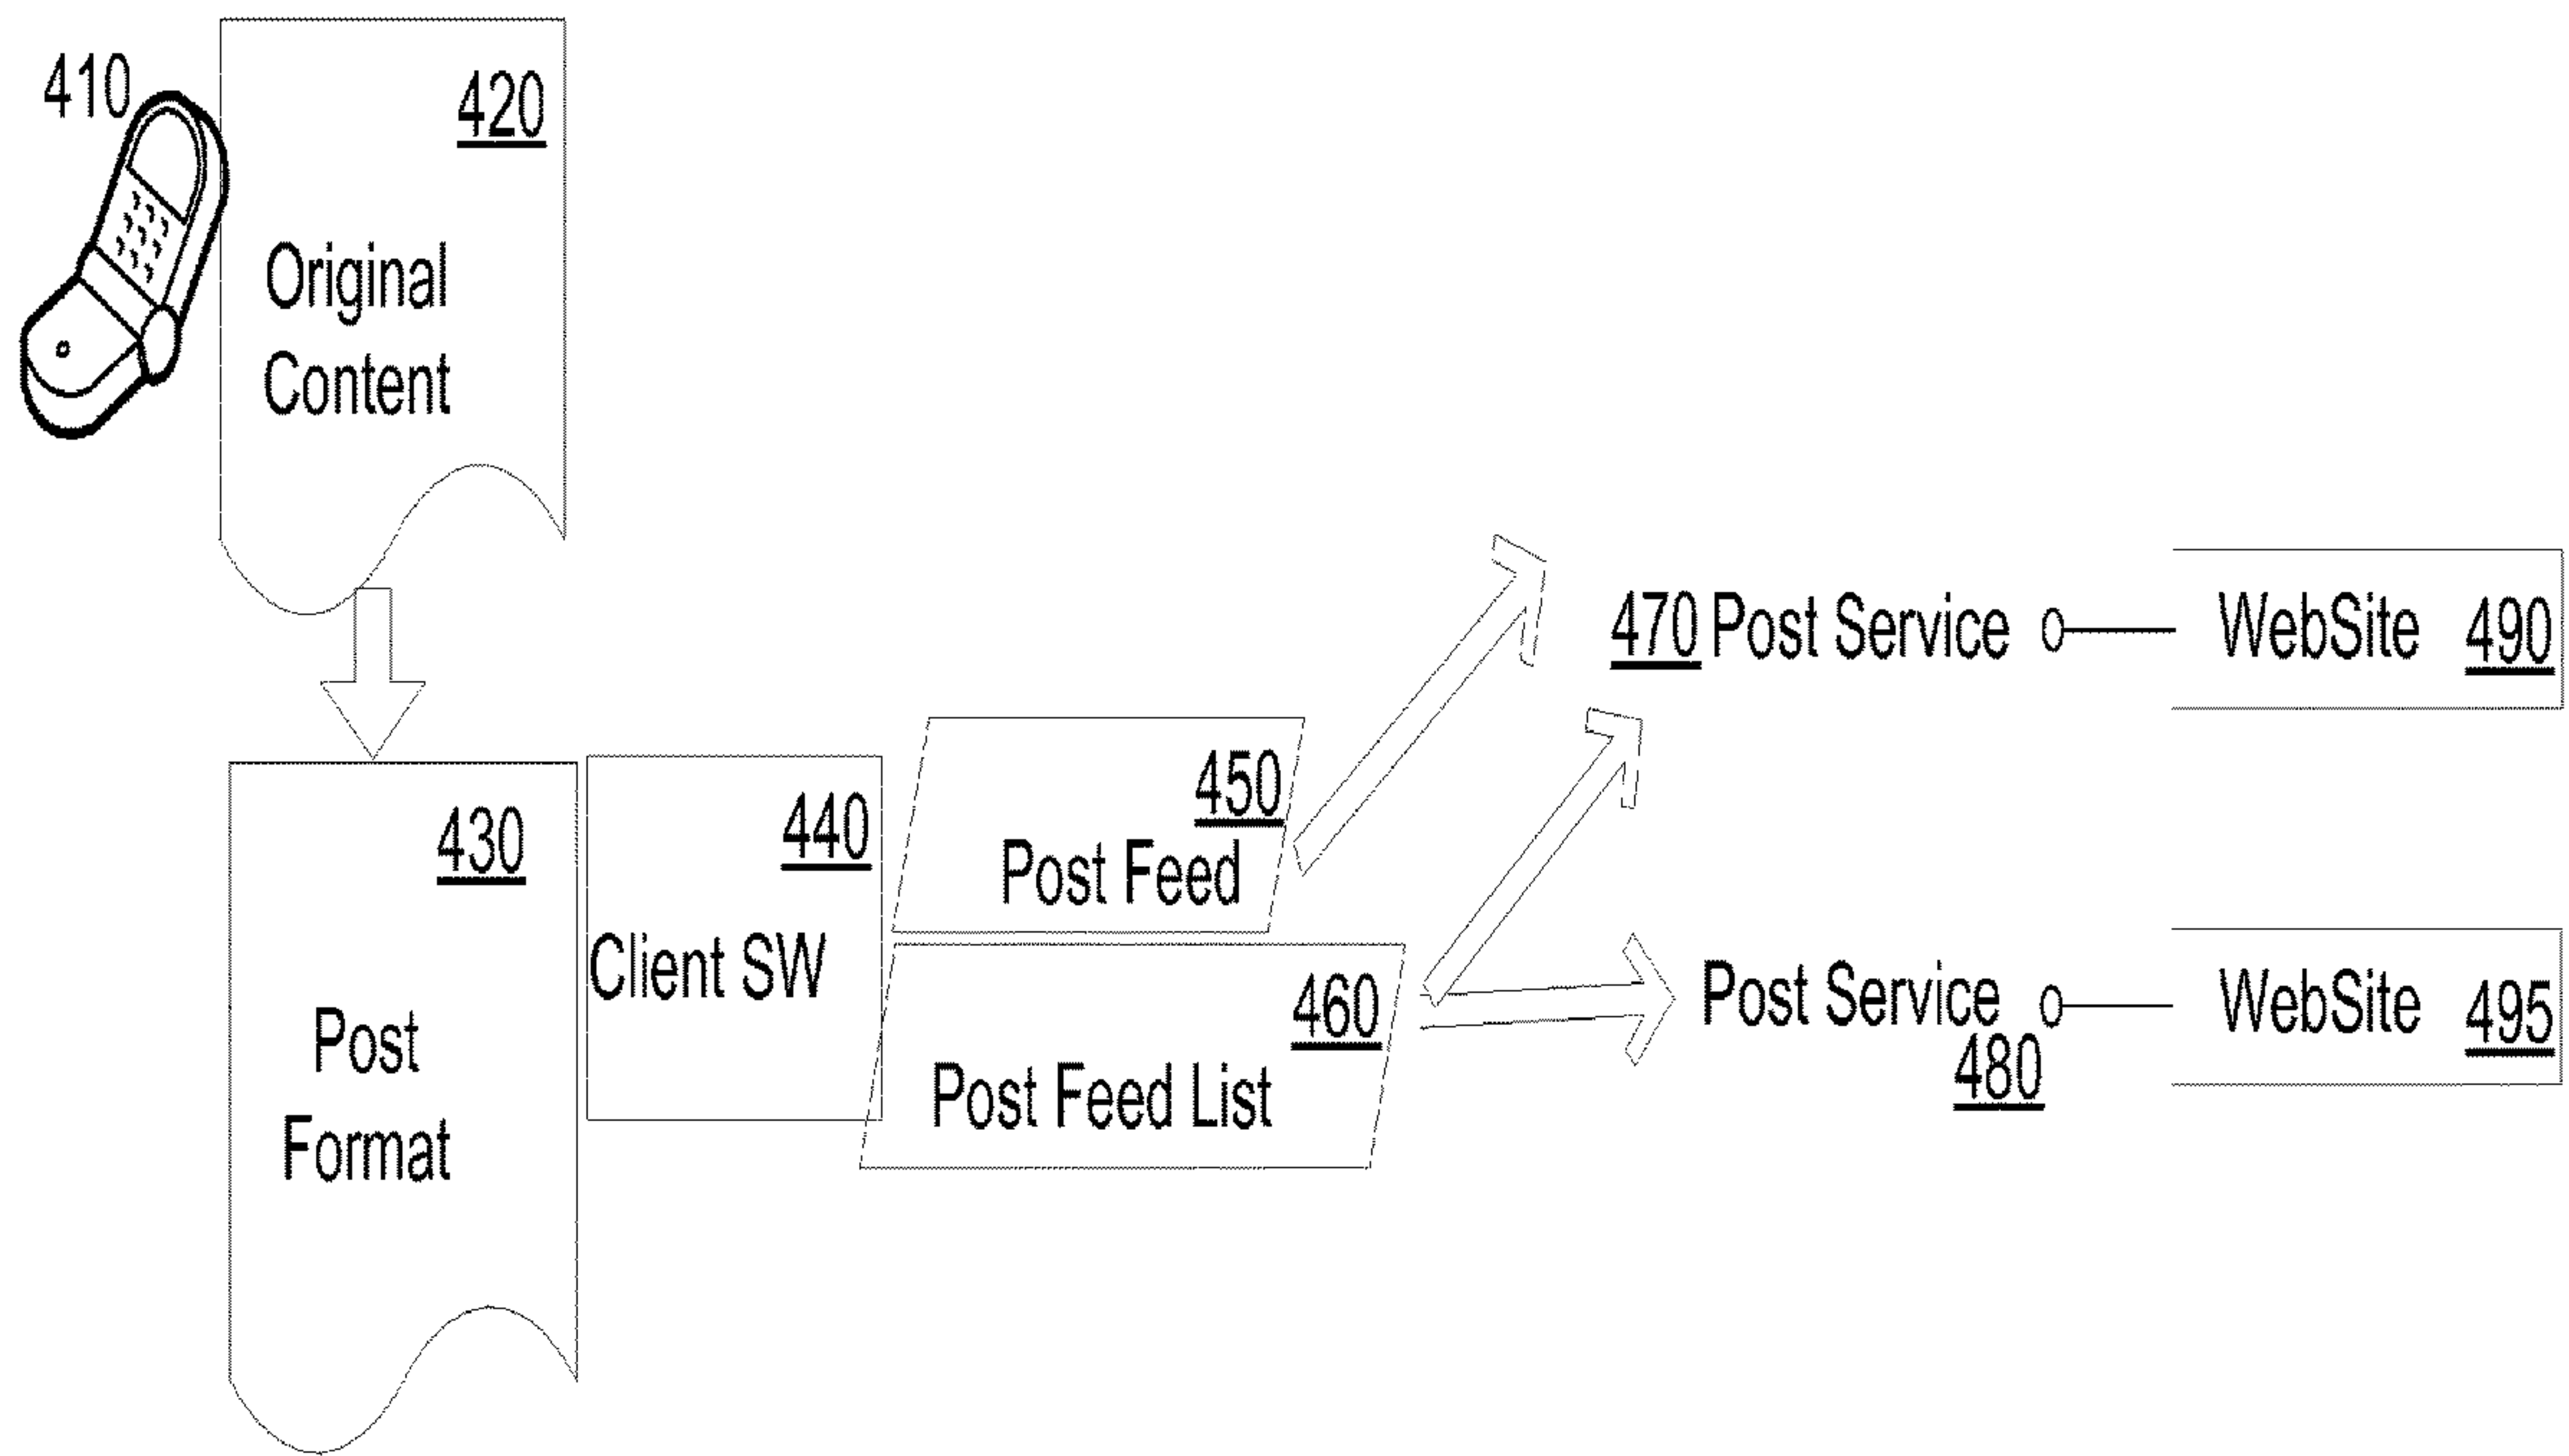 410
420
Original
Content
470 Post Service
WebSite 490
430
Post
Format
440
Client SW
450
Post Feed
460
Post Feed List
Post Service
480
WebSite 495